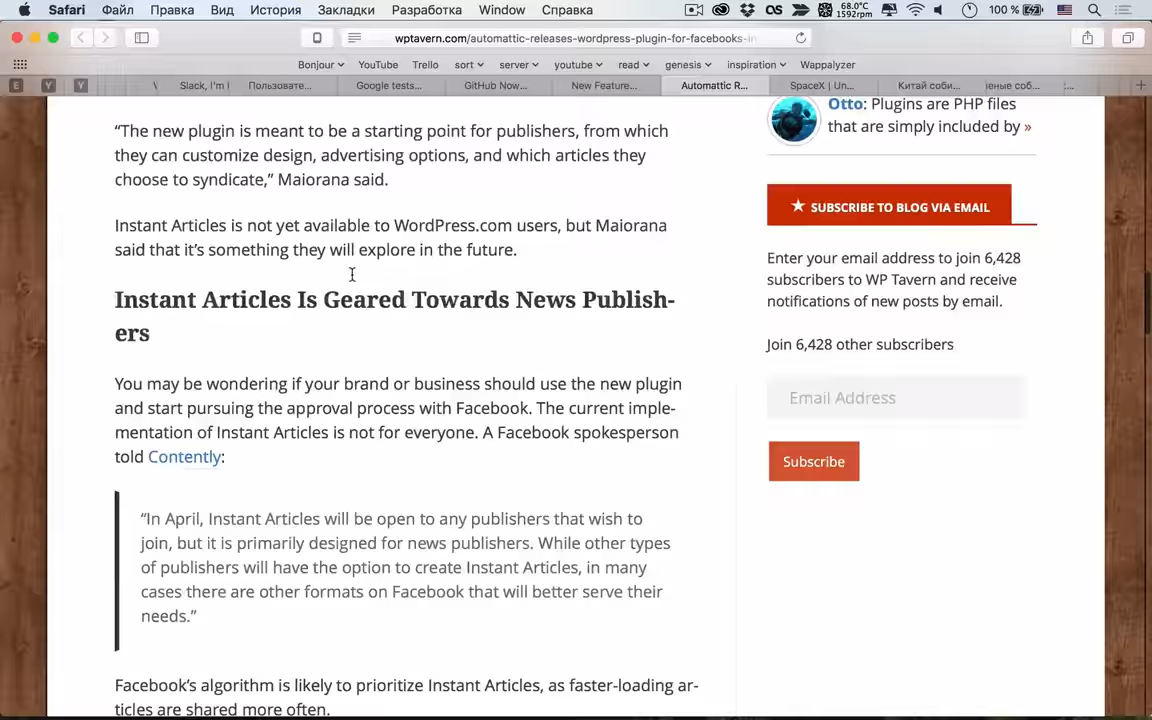 Safari Файл Правка Вид История Закладки Разработка Window Справка 68.0°C 1592rpm 100 %
wptavern.com/automattic-releases-wordpress-plugin-for-facebooks-in
Bonjour YouTube Trello sort server youtube read genesis inspiration Wappalyzer
E Y Y Slack, I'm I Пользовате... Google tests... GitHub Now... New Feature... Automattic R... SpaceX | Un... Китай соби... иеные соб...
“The new plugin is meant to be a starting point for publishers, from which
they can customize design, advertising options, and which articles they
choose to syndicate,” Maiorana said.
Instant Articles is not yet available to WordPress.com users, but Maiorana
said that it’s something they will explore in the future.
Instant Articles Is Geared Towards News Publish-
ers
You may be wondering if your brand or business should use the new plugin
and start pursuing the approval process with Facebook. The current imple-
mentation of Instant Articles is not for everyone. A Facebook spokesperson
told Contently:
“In April, Instant Articles will be open to any publishers that wish to
join, but it is primarily designed for news publishers. While other types
of publishers will have the option to create Instant Articles, in many
cases there are other formats on Facebook that will better serve their
needs.”
Facebook’s algorithm is likely to prioritize Instant Articles, as faster-loading ar-
ticles are shared more often.
Otto: Plugins are PHP files
that are simply included by »
★ SUBSCRIBE TO BLOG VIA EMAIL
Enter your email address to join 6,428
subscribers to WP Tavern and receive
notifications of new posts by email.
Join 6,428 other subscribers
Email Address
Subscribe